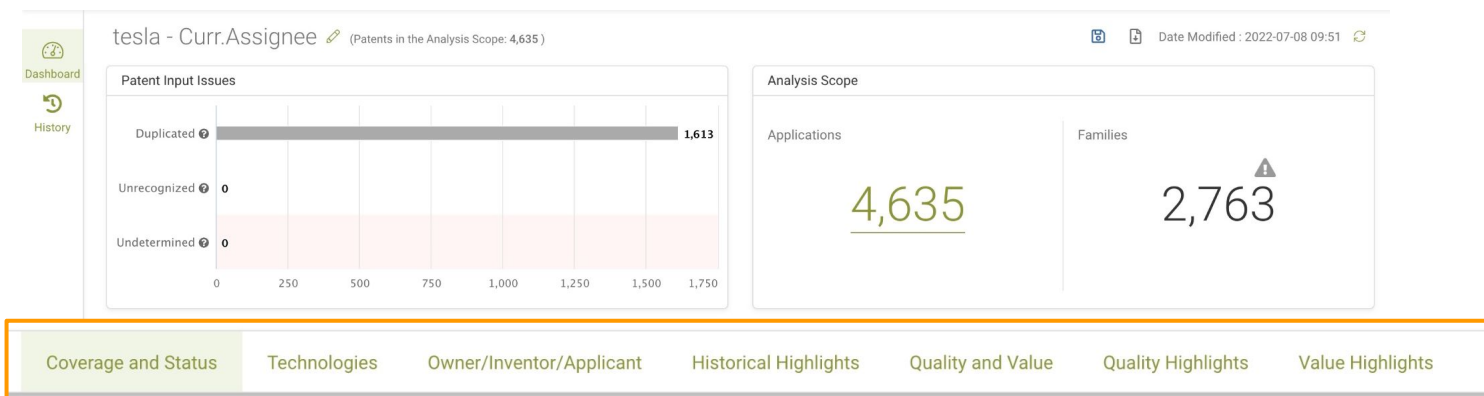 tesla - Curr.Assignee (Patents in the Analysis Scope: 4,635 )
Date Modified : 2022-07-08 09:51
Dashboard
History
Patent Input Issues
Duplicated 1,613
Unrecognized 0
Undetermined 0
0 250 500 750 1,000 1,250 1,500 1,750
Analysis Scope
Applications
4,635
Families
2,763
Coverage and Status Technologies Owner/Inventor/Applicant Historical Highlights Quality and Value Quality Highlights Value Highlights